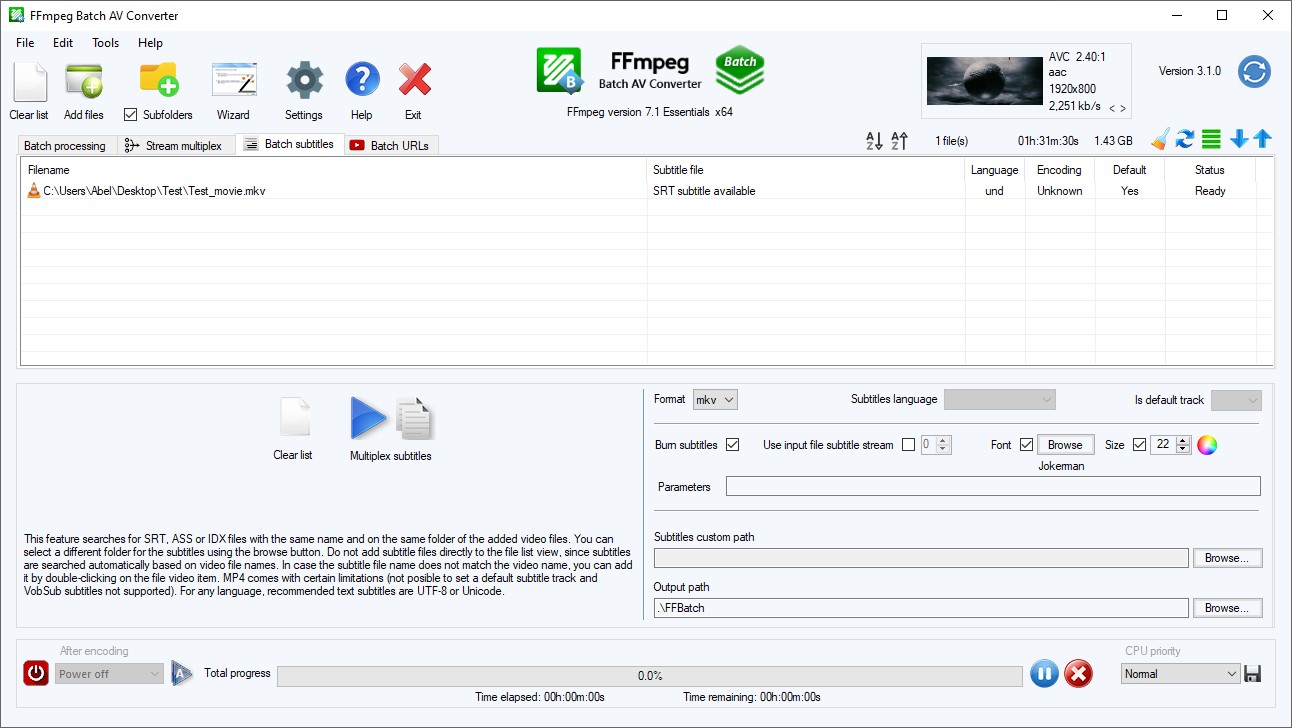 FFmpeg Batch AV Converter
File Edit Tools Help
FFmpeg
Batch AV Converter
Batch
B
FFmpeg version 7.1 Essentials x64
AVC 2.40:1
aac
1920x800
2,251 kb/s < >
Version 3.1.0
Clear list Add files Subfolders Wizard Settings Help Exit
Batch processing Stream multiplex Batch subtitles Batch URLs
A Z A Z 1 file(s) 01h:31m:30s 1.43 GB
Filename Subtitle file Language Encoding Default Status
C:\Users\Abel\Desktop\Test\Test_movie.mkv SRT subtitle available und Unknown Yes Ready
Clear list Multiplex subtitles
This feature searches for SRT, ASS or IDX files with the same name and on the same folder of the added video files. You can
select a different folder for the subtitles using the browse button. Do not add subtitle files directly to the file list view, since subtitles
are searched automatically based on video file names. In case the subtitle file name does not match the video name, you can add
it by double-clicking on the file video item. MP4 comes with certain limitations (not posible to set a default subtitle track and
VobSub subtitles not supported). For any language, recommended text subtitles are UTF-8 or Unicode.
Format mkv Subtitles language Is default track
Burn subtitles Use input file subtitle stream 0 Font Browse Size 22
Jokerman
Parameters
Subtitles custom path
Browse...
Output path
.\FFBatch Browse...
After encoding
Power off A Total progress 0.0%
Time elapsed: 00h:00m:00s Time remaining: 00h:00m:00s
CPU priority
Normal